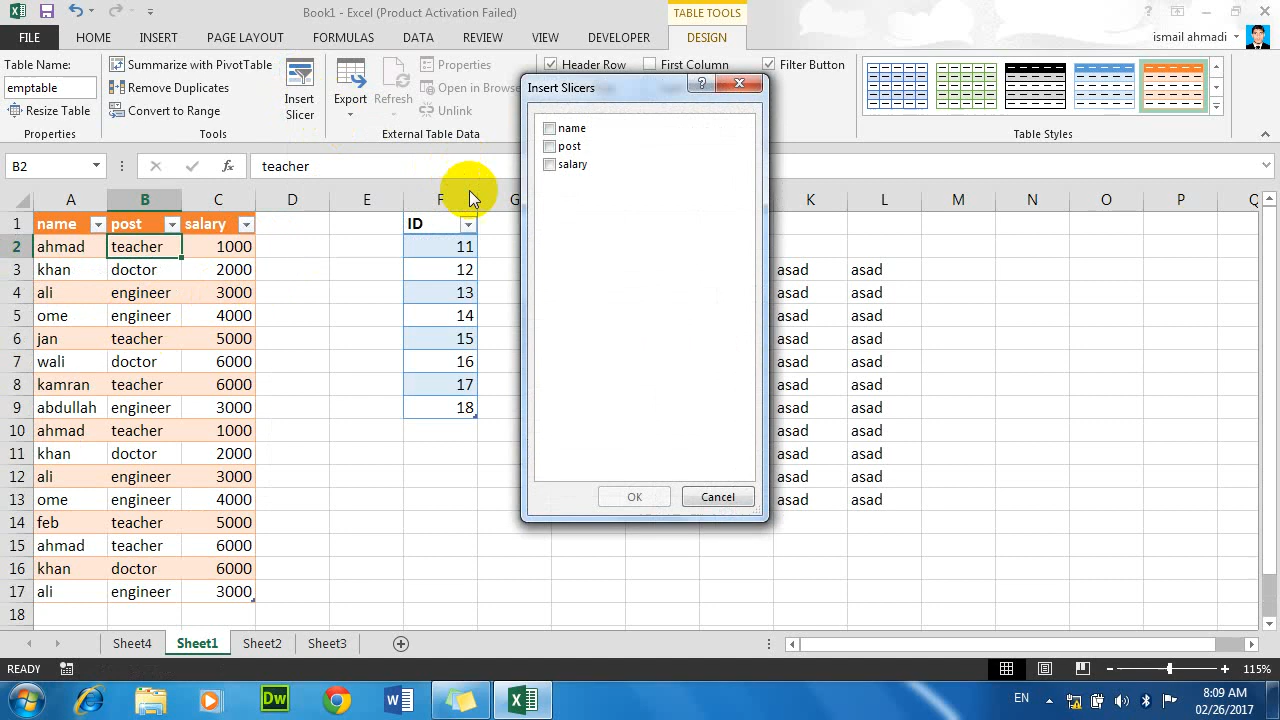 Book1 - Excel (Product Activation Failed)
TABLE TOOLS
FILE HOME INSERT PAGE LAYOUT FORMULAS DATA REVIEW VIEW DEVELOPER DESIGN
ismail ahmadi
Table Name:
Resize Table
Properties
Summarize with PivotTable
Remove Duplicates
Convert to Range
Tools
Insert
Slicer
Export
Refresh
Properties
Open in Browse
Unlink
External Table Data
Header Row
First Column
Filter Button
Table Styles
B2
fx
teacher
Insert Slicers
name
post
salary
OK Cancel
A B C D E F G K L M N O P Q
1 name post salary ID
2 ahmad teacher 1000 11
3 khan doctor 2000 12 asad asad
4 ali engineer 3000 13 asad asad
5 ome engineer 4000 14 asad asad
6 jan teacher 5000 15 asad asad
7 wali doctor 6000 16 asad asad
8 kamran teacher 6000 17 asad asad
9 abdullah engineer 3000 18 asad asad
10 ahmad teacher 1000 asad asad
11 khan doctor 2000 asad asad
12 ali engineer 3000 asad asad
13 ome engineer 4000 asad asad
14 feb teacher 5000
15 ahmad teacher 6000
16 khan doctor 6000
17 ali engineer 3000
18
Sheet4 Sheet1 Sheet2 Sheet3
READY
115%
Dw
EN
8:09 AM
02/26/2017